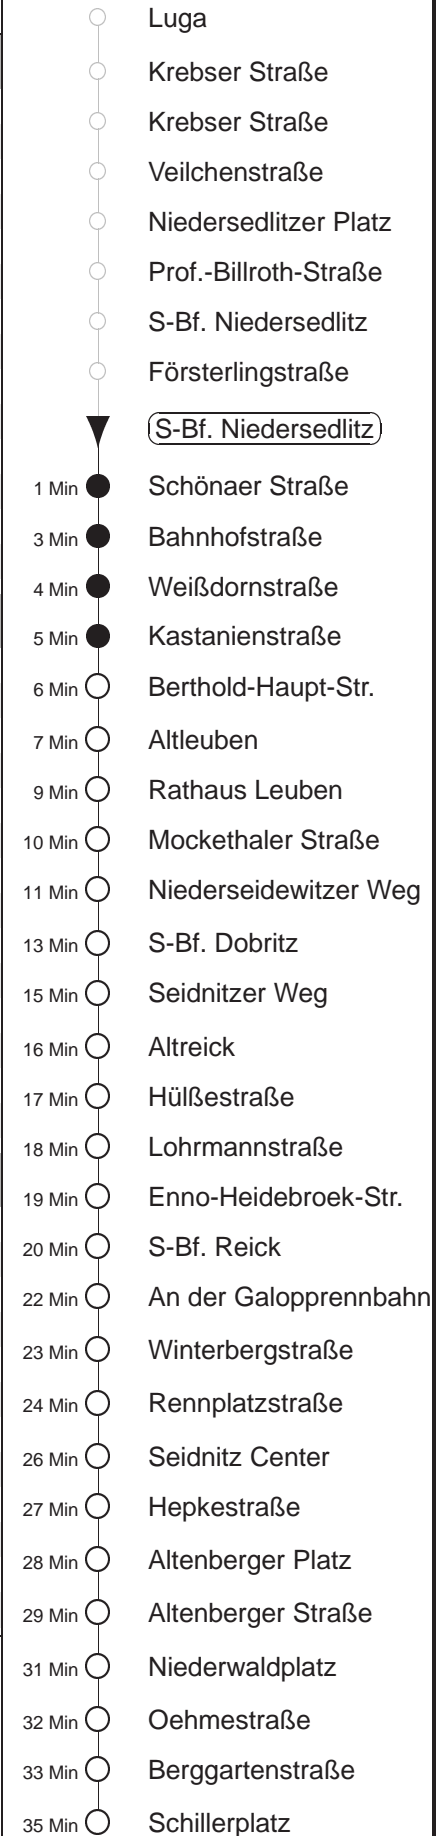 Luga
Krebser Straße
Krebser Straße
Veilchenstraße
Niedersedlitzer Platz
Prof.-Billroth-Straße
S-Bf. Niedersedlitz
Försterlingstraße
S-Bf. Niedersedlitz
1 Min Schönaer Straße
3 Min Bahnhofstraße
4 Min Weißdornstraße
5 Min Kastanienstraße
6 Min Berthold-Haupt-Str.
7 Min Altleuben
9 Min Rathaus Leuben
10 Min Mockethaler Straße
11 Min Niederseidewitzer Weg
13 Min S-Bf. Dobritz
15 Min Seidnitzer Weg
16 Min Altreick
17 Min Hülßestraße
18 Min Lohrmannstraße
19 Min Enno-Heidebroek-Str.
20 Min S-Bf. Reick
22 Min An der Galopprennbahn
23 Min Winterbergstraße
24 Min Rennplatzstraße
26 Min Seidnitz Center
27 Min Hepkestraße
28 Min Altenberger Platz
29 Min Altenberger Straße
31 Min Niederwaldplatz
32 Min Oehmestraße
33 Min Berggartenstraße
35 Min Schillerplatz